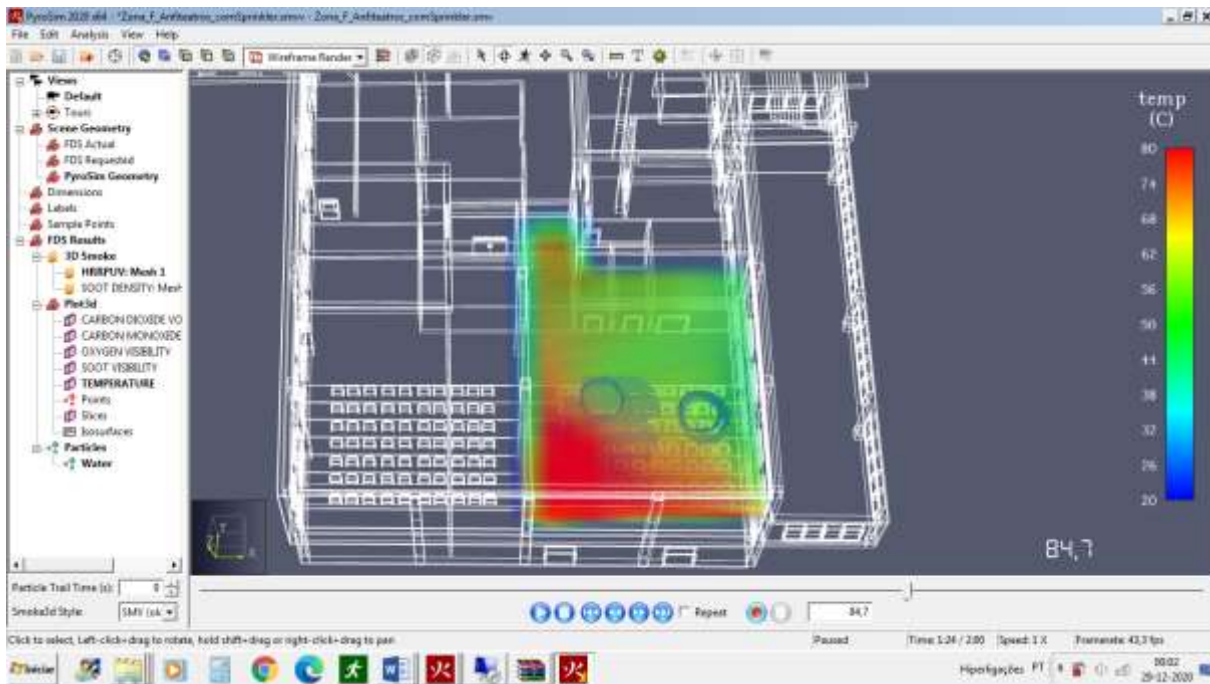 PyroSim 2020 x64 - *Zona_F_Anfiteatros_comSprinkler.smvv - Zona_F_Anfiteatros_comSprinkler.smv
File Edit Analysis View Help
Wireframe Render
Views
Default
Tours
Scene Geometry
FDS Actual
FDS Requested
PyroSim Geometry
Dimensions
Labels
Sample Points
FDS Results
3D Smoke
HRRPUV: Mesh 1
SOOT DENSITY: Mesh
Plot3d
CARBON DIOXIDE VO
CARBON MONOXIDE
OXYGEN VISIBILITY
SOOT VISIBILITY
TEMPERATURE
Points
Slices
Isosurfaces
Particles
Water
temp
(C)
80
74
68
62
56
50
44
38
32
26
20
84,7
Particle Trail Time (s): 0
Smoke3d Style:
Repeat
84,7
Click to select, Left-click+drag to rotate, hold shift+drag or right-click+drag to pan
Paused
Time: 1:24 / 2:00
Speed: 1 X
Framerate: 43,3 fps
Iniciar
Hiperligações PT
00:02
29-12-2020